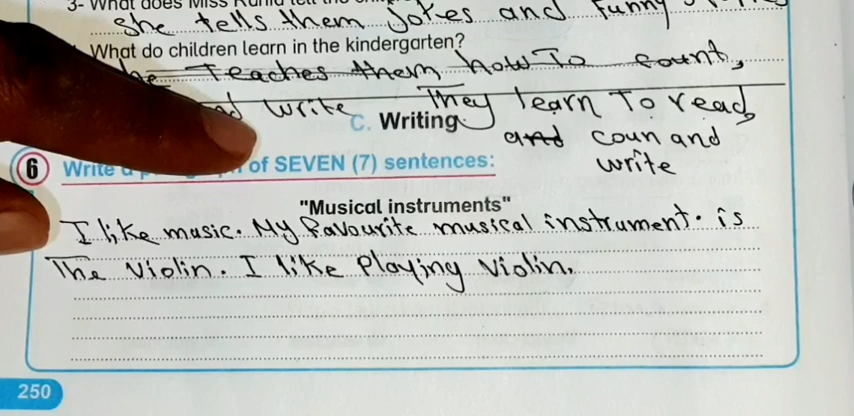 3- What does Miss
she tells them Jokes and funny
What do children learn in the kindergarten?
Teaches them how To count,
write They learn To read,
C. Writing
and coun and
write
6 Write a of SEVEN (7) sentences:
"Musical instruments"
I like music. My Favourite musical instrument. is
The Violin. I like Playing Violin.
250